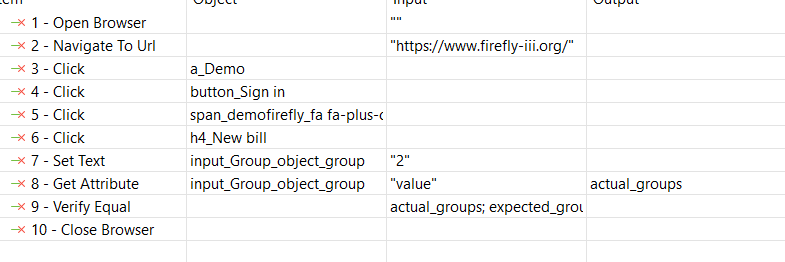 Object Input Output
1 - Open Browser ""
2 - Navigate To Url "https://www.firefly-iii.org/"
3 - Click a_Demo
4 - Click button_Sign in
5 - Click span_demofirefly_fa fa-plus-c
6 - Click h4_New bill
7 - Set Text input_Group_object_group "2"
8 - Get Attribute input_Group_object_group "value" actual_groups
9 - Verify Equal actual_groups; expected_grou
10 - Close Browser